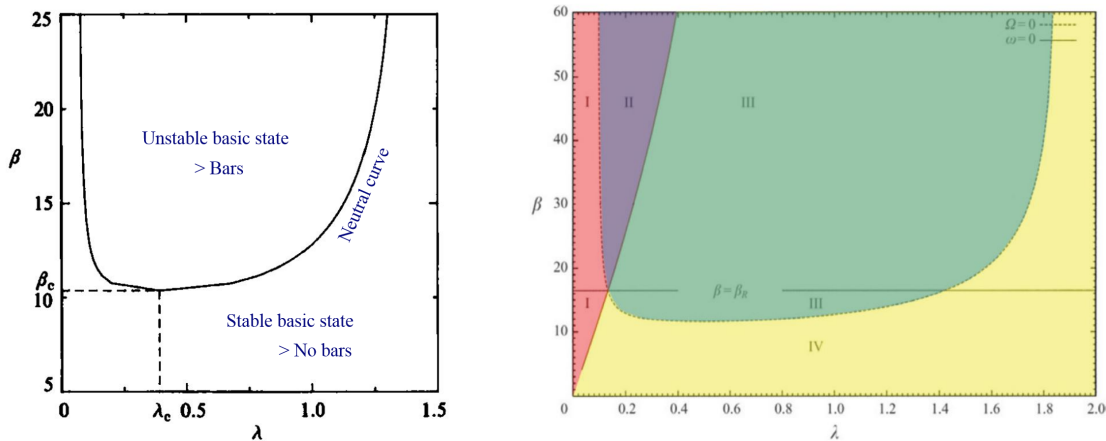 25
20
β
15
βc
10
5
0
λc
0.5
1.0
1.5
λ
Unstable basic state
> Bars
Neutral curve
Stable basic state
> No bars
60
50
40
β
30
20
10
0
0.2
0.4
0.6
0.8
1.0
1.2
1.4
1.6
1.8
2.0
λ
Ω=0
ω=0
I
II
III
β=βR
I
III
IV